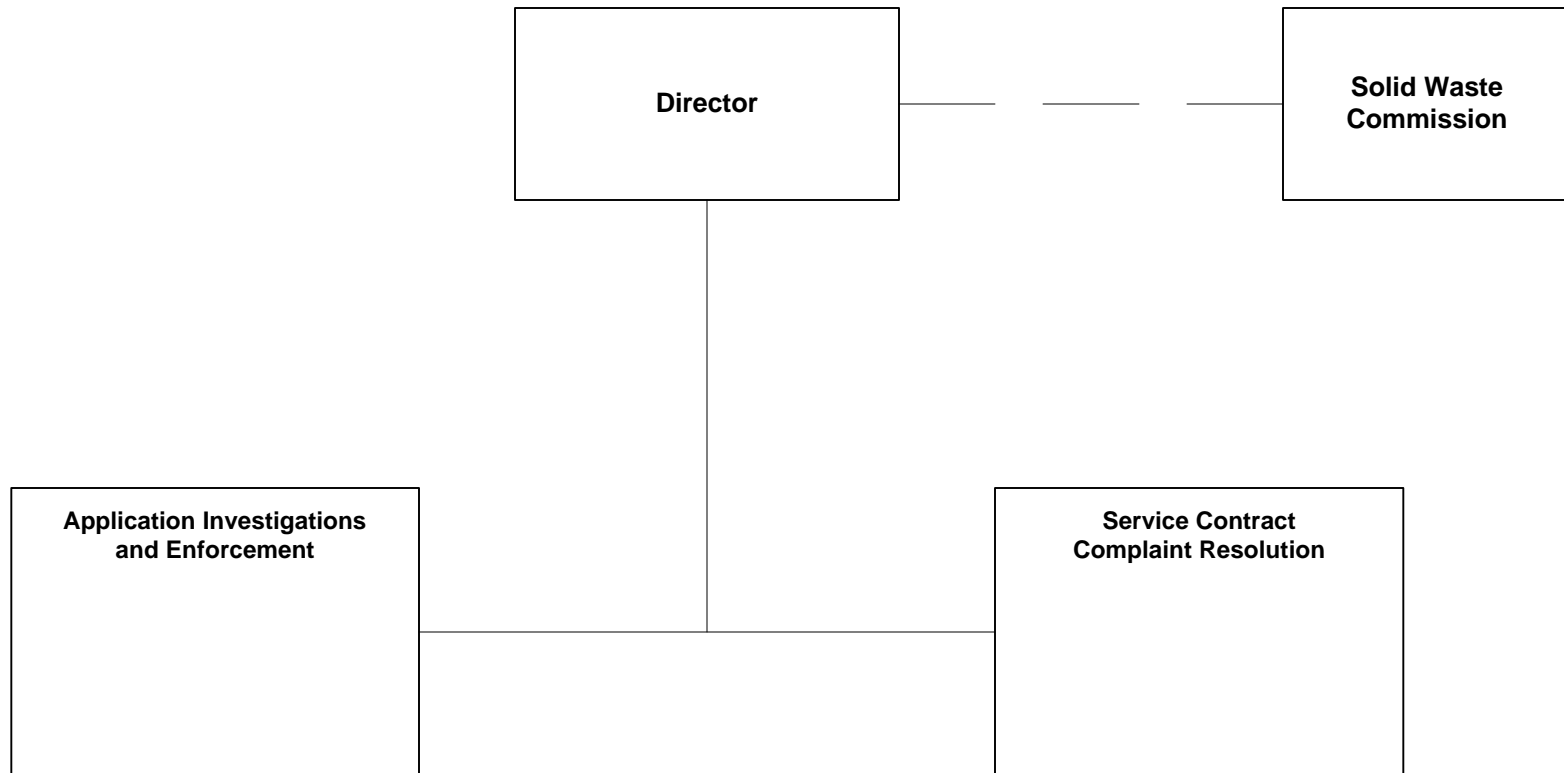 Director
Solid Waste
Commission
Application Investigations
and Enforcement
Service Contract
Complaint Resolution